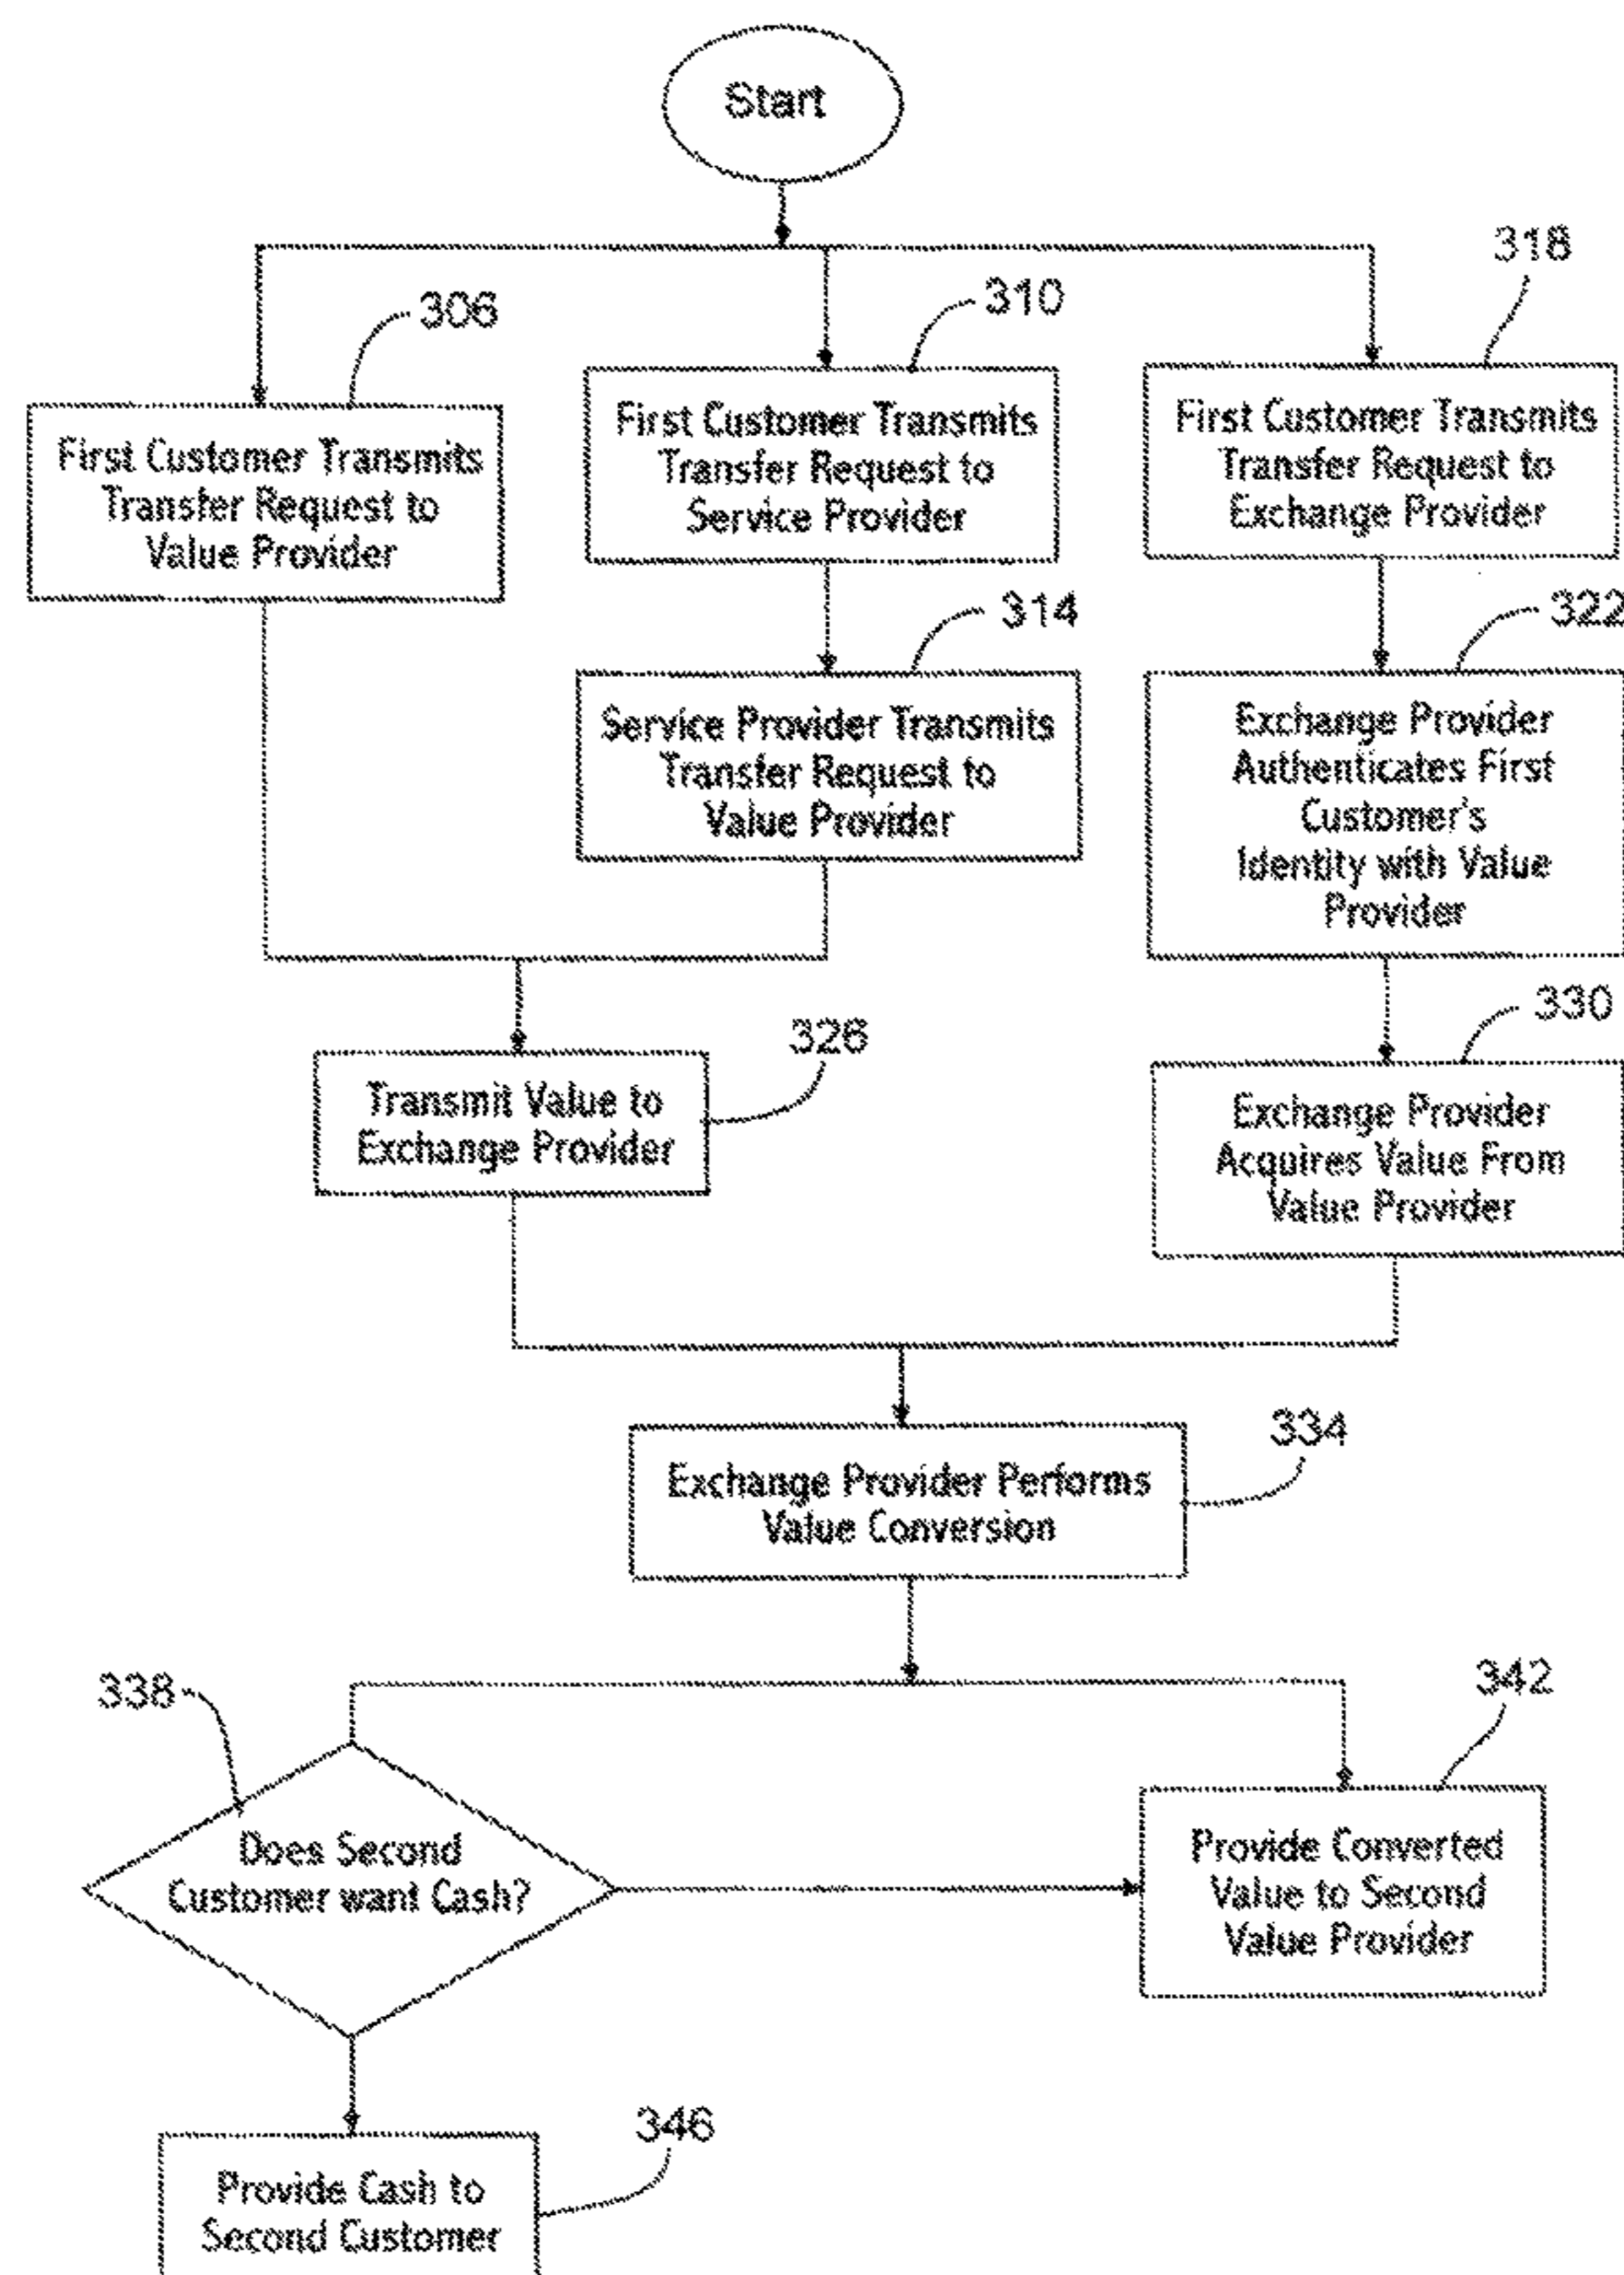 Start
306
310
318
First Customer Transmits
Transfer Request to
Value Provider
First Customer Transmits
Transfer Request to
Service Provider
First Customer Transmits
Transfer Request to
Exchange Provider
314
322
Service Provider Transmits
Transfer Request to
Value Provider
Exchange Provider
Authenticates First
Customer's
Identity with Value
Provider
326
330
Transmit Value to
Exchange Provider
Exchange Provider
Acquires Value From
Value Provider
334
Exchange Provider Performs
Value Conversion
338
342
Does Second
Customer want Cash?
Provide Converted
Value to Second
Value Provider
346
Provide Cash to
Second Customer